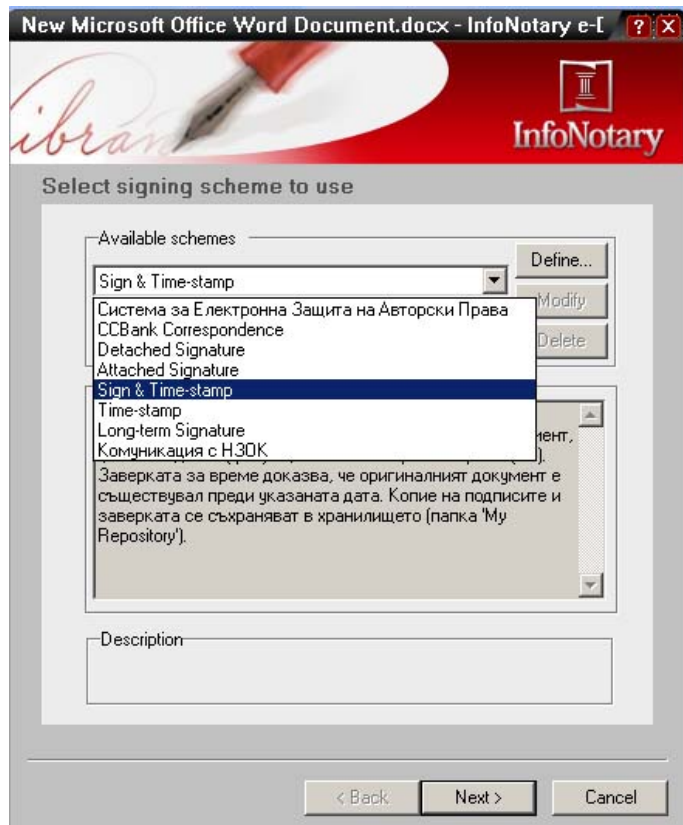 New Microsoft Office Word Document.docx - InfoNotary e-
InfoNotary
Select signing scheme to use
Available schemes
Define...
Sign & Time-stamp
Modify
Система за Електронна Защита на Авторски Права
CCBank Correspondence
Delete
Detached Signature
Attached Signature
Sign & Time-stamp
Time-stamp
Long-term Signature
Комуникация с НЗОК
Заверката за време доказва, че оригиналният документ е
съществувал преди указаната дата. Копие на подписите и
заверката се съхраняват в хранилището (папка 'My
Repository').
Description
< Back
Next >
Cancel